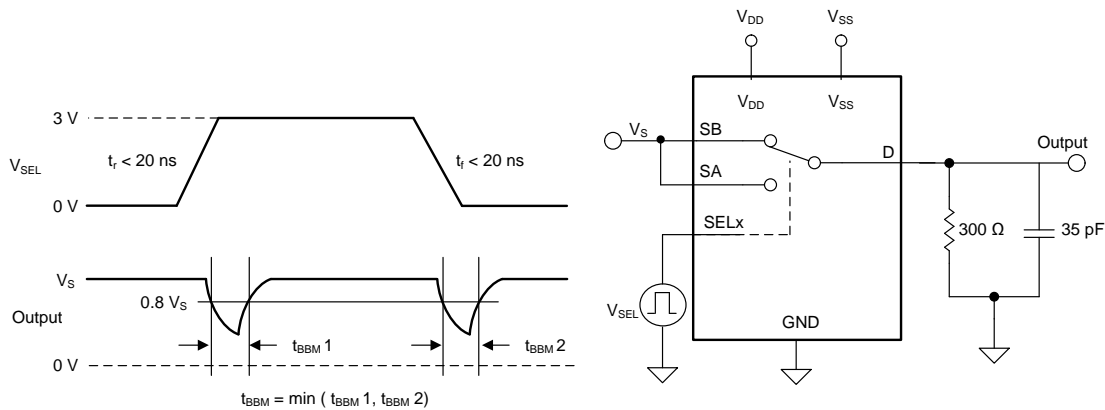 3 V
V_SEL
t_r < 20 ns
t_f < 20 ns
0 V
V_S
0.8 V_S
Output
t_BBM 1
t_BBM 2
0 V
t_BBM = min ( t_BBM 1, t_BBM 2)
V_DD
V_SS
V_DD
V_SS
V_S
SB
SA
SELx
D
Output
300 Ω
35 pF
V_SEL
GND